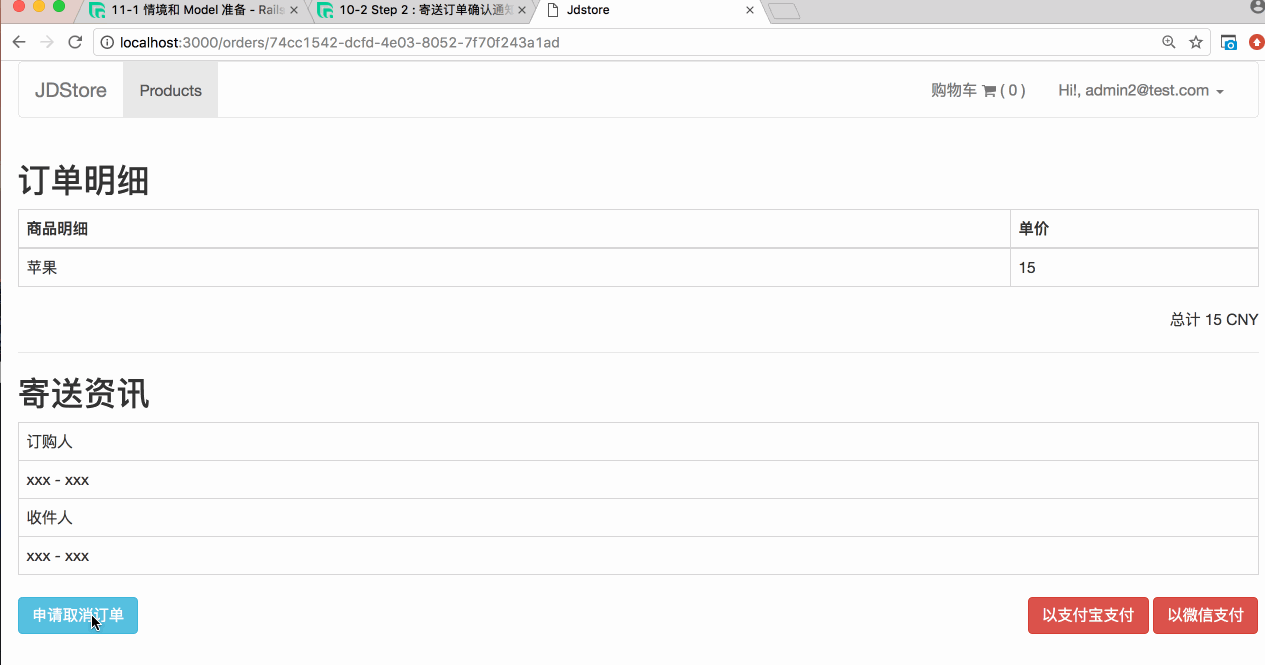 11-1 情境和 Model 准备 - Rails
10-2 Step 2 : 寄送订单确认通知
Jdstore
localhost:3000/orders/74cc1542-dcfd-4e03-8052-7f70f243a1ad
JDStore Products 购物车 ( 0 ) Hi!, admin2@test.com
订单明细
商品明细 单价
苹果 15
总计 15 CNY
寄送资讯
订购人
xxx - xxx
收件人
xxx - xxx
申请取消订单 以支付宝支付 以微信支付